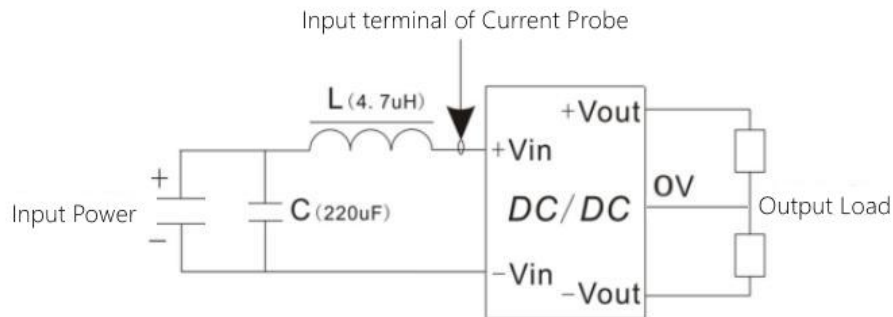 Input terminal of Current Probe
L(4.7uH)
+Vout
+Vin
+
0V
Input Power
C(220uF)
DC/DC
Output Load
−
−Vin
−Vout